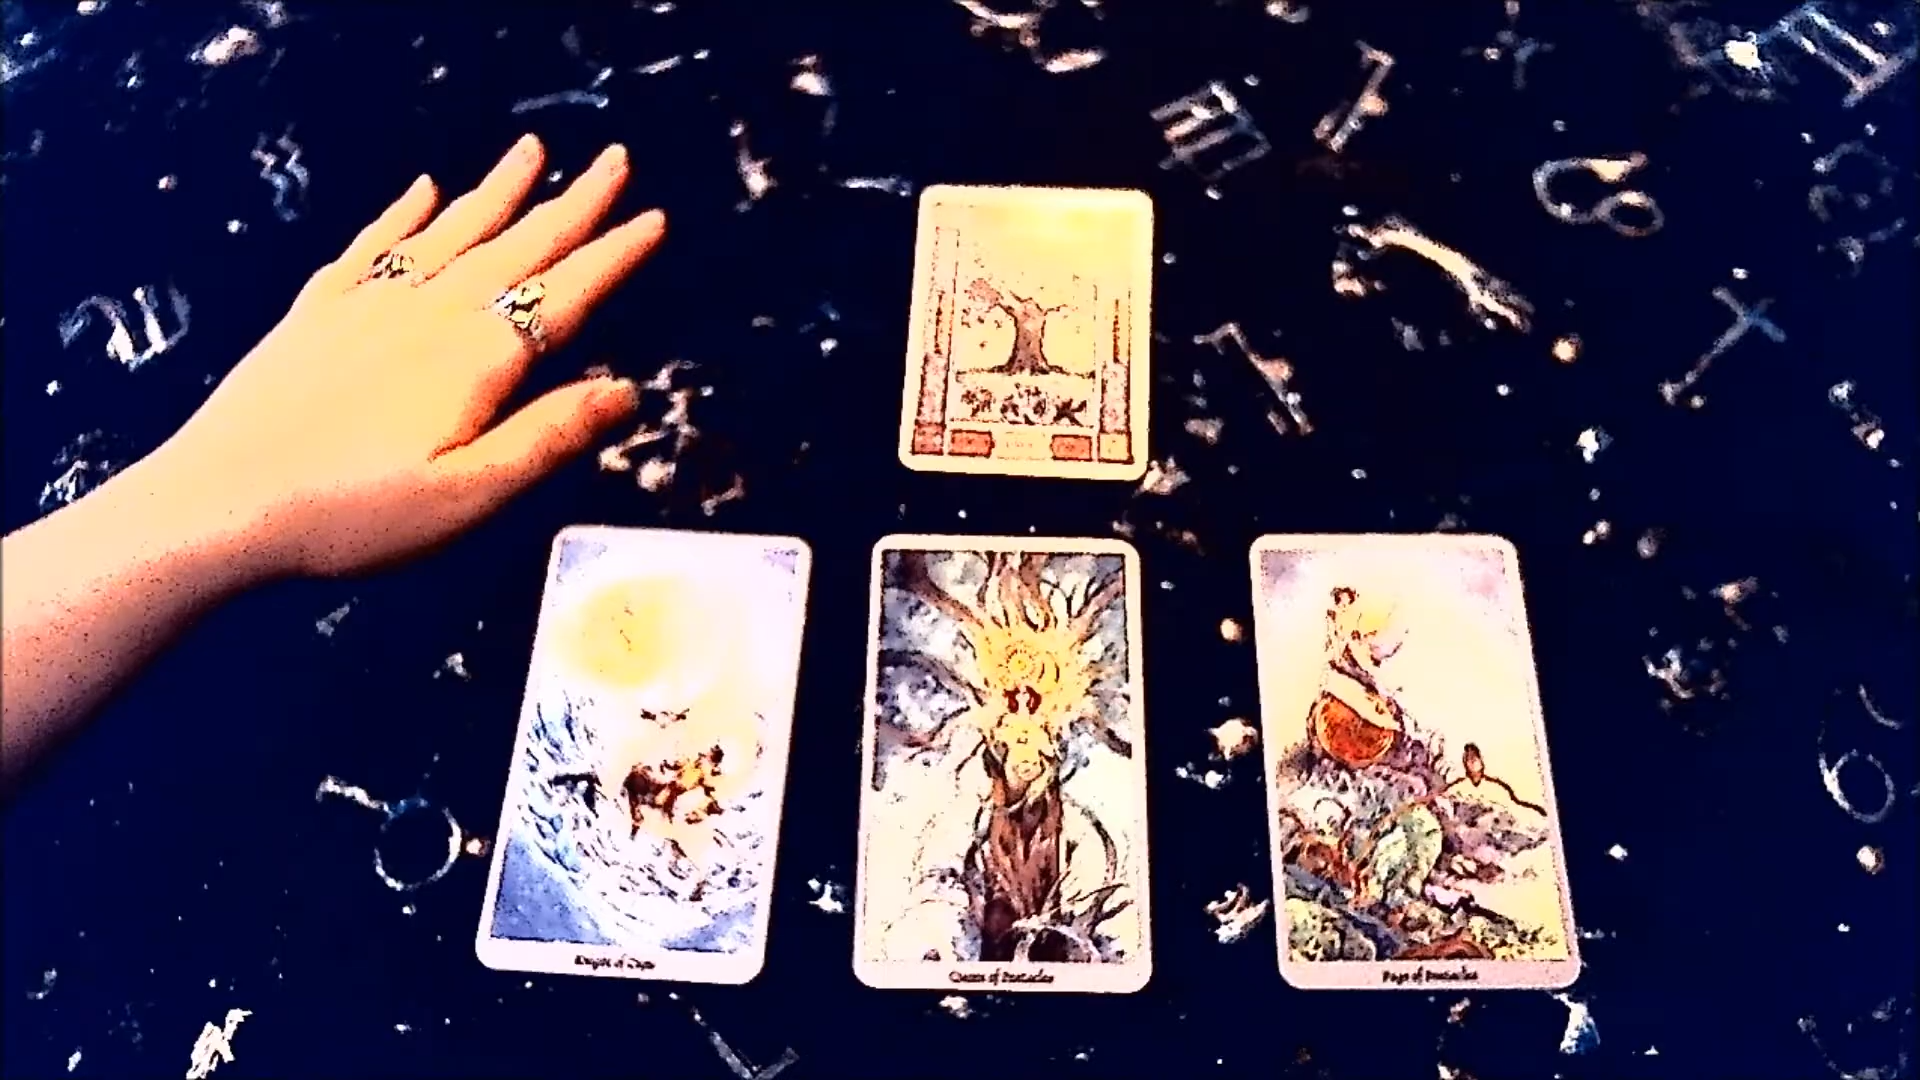 Knight of Cups
Queen of Pentacles
Page of Pentacles